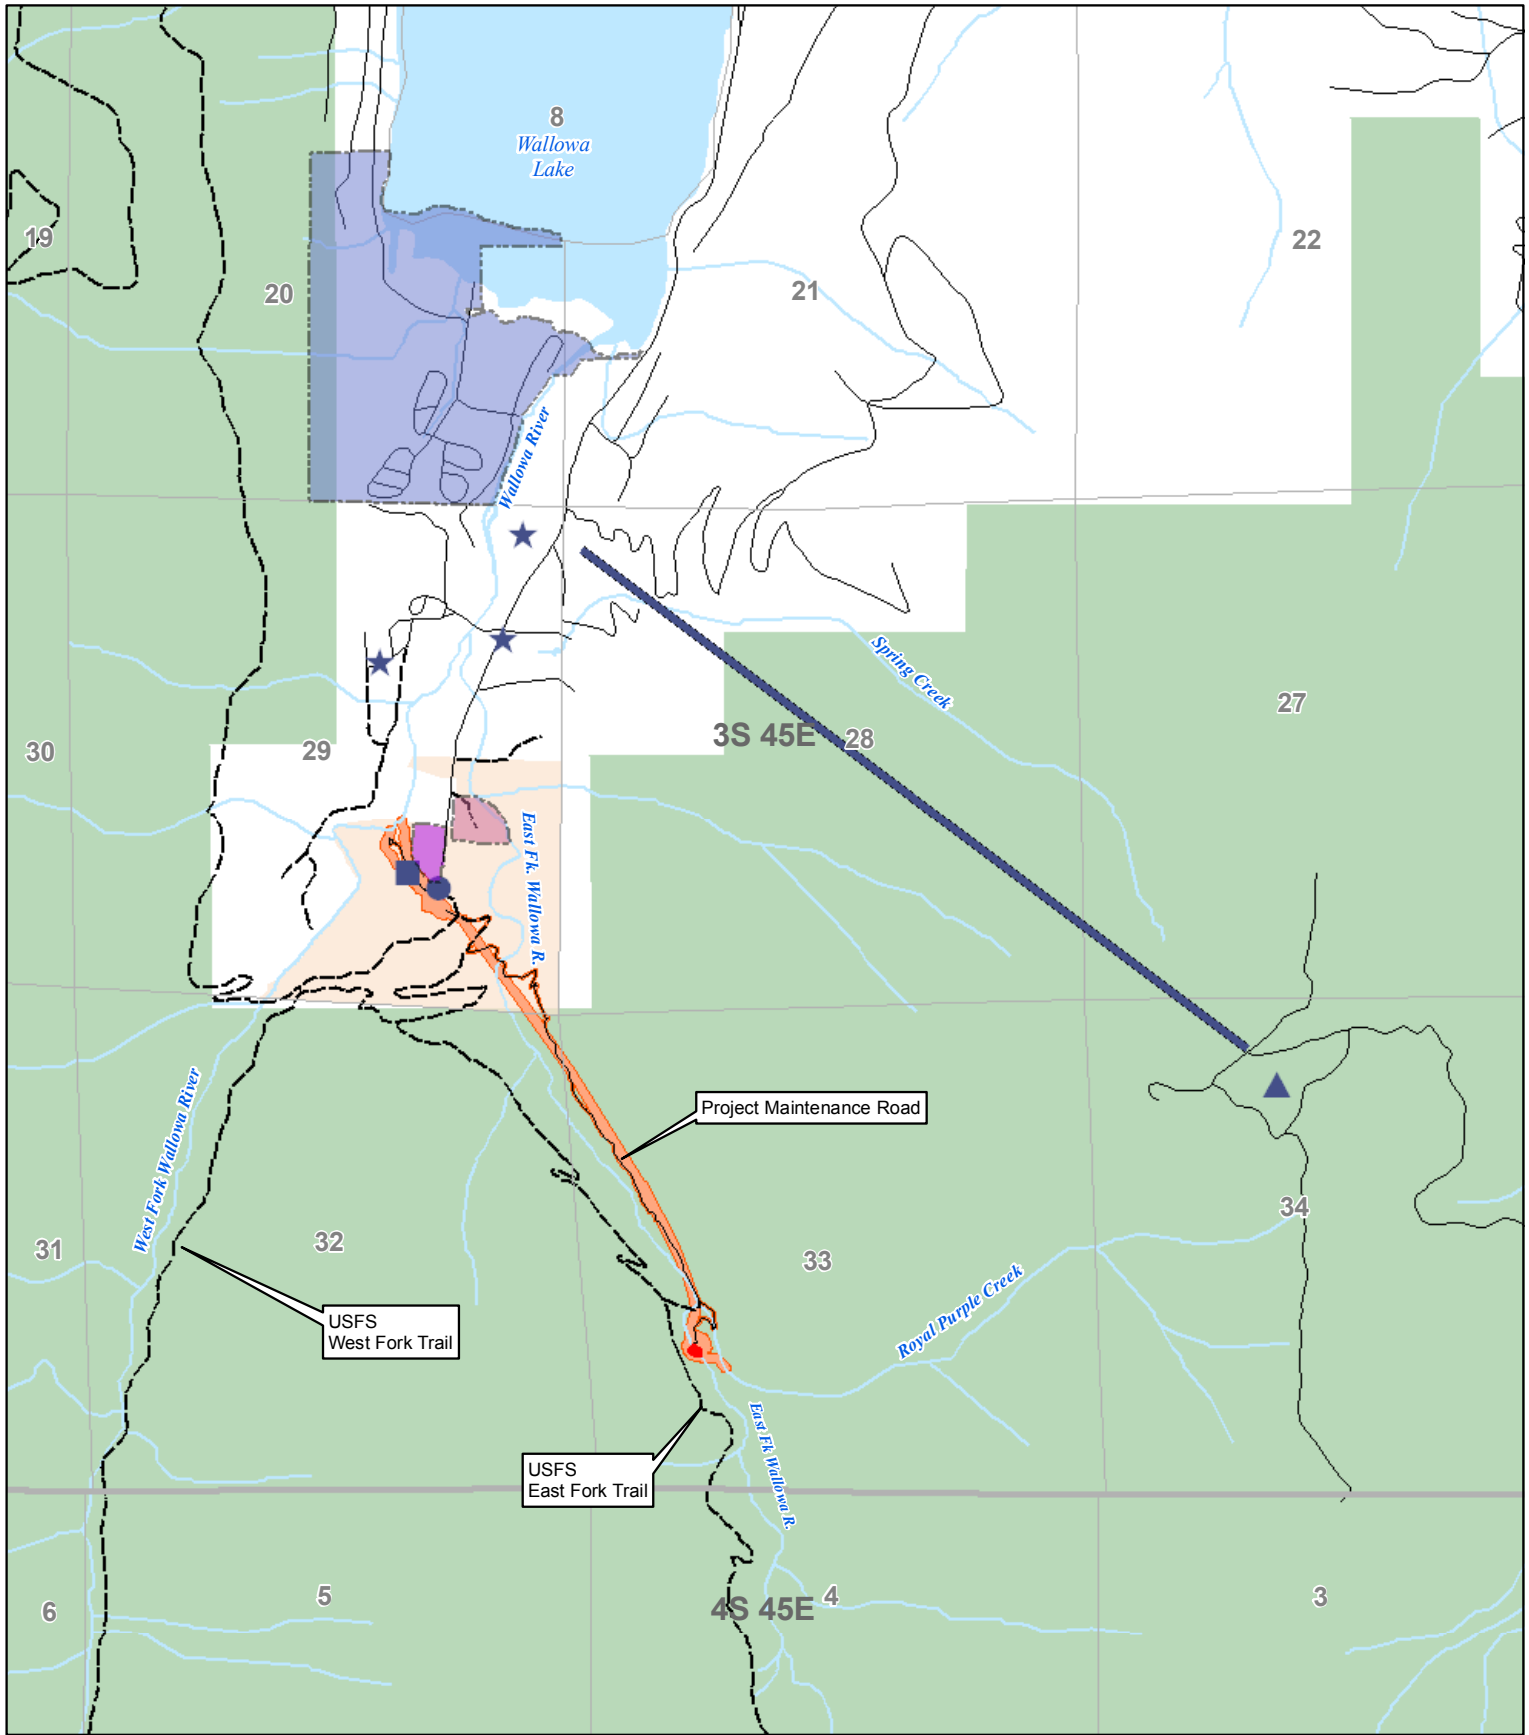 8
Wallowa
Lake
19
20
21
22
Wallowa River
Spring Creek
27
3S 45E
28
29
30
East Fk. Wallowa R.
Project Maintenance Road
West Fork Wallowa River
34
31
32
33
Royal Purple Creek
USFS
West Fork Trail
East Fk Wallowa R.
USFS
East Fork Trail
6
5
4S 45E
4
3